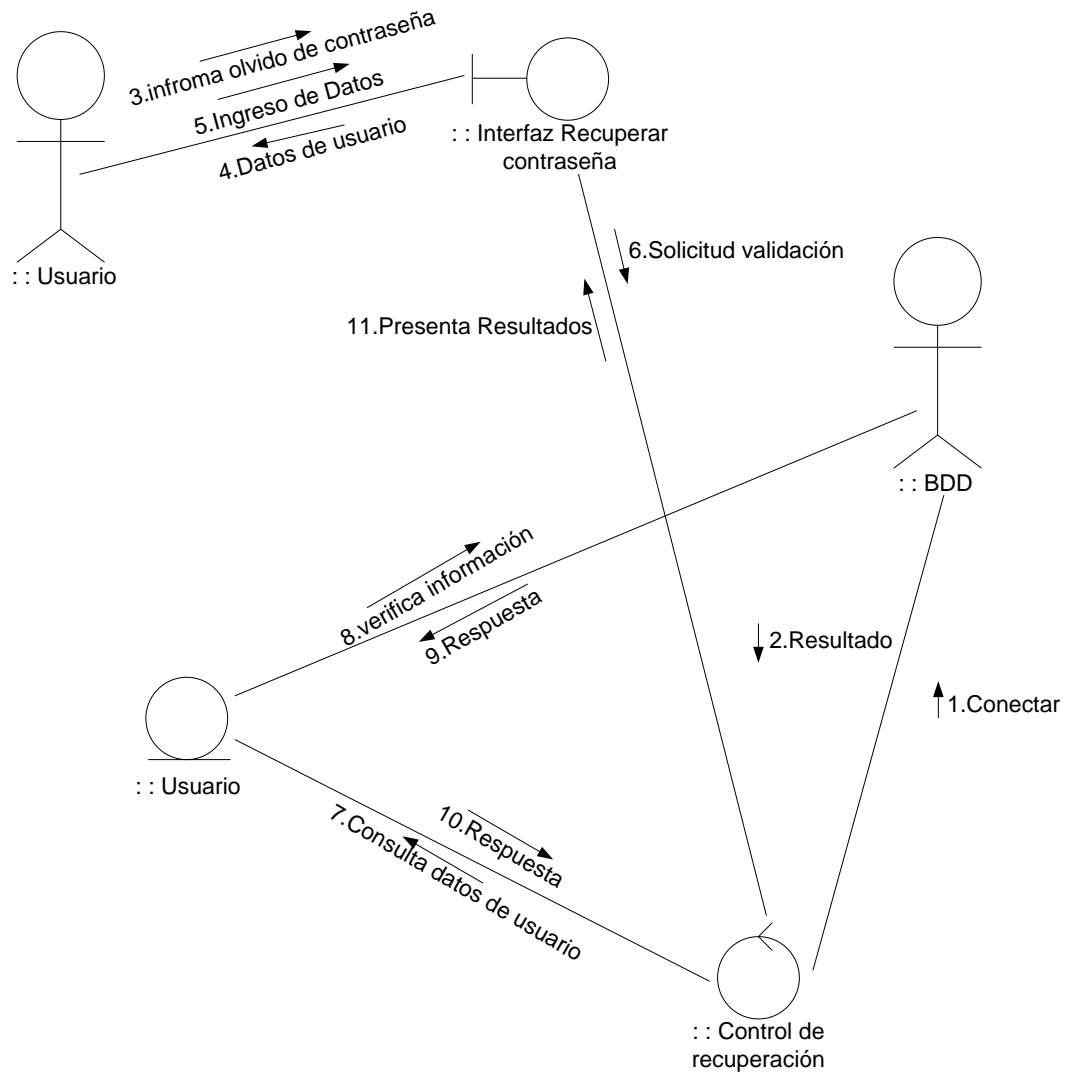 3.infroma olvido de contraseña
5.Ingreso de Datos
4.Datos de usuario
: : Interfaz Recuperar
contraseña
: : Usuario
6.Solicitud validación
11.Presenta Resultados
: : BDD
8.verifica información
9.Respuesta
2.Resultado
1.Conectar
: : Usuario
10.Respuesta
7.Consulta datos de usuario
: : Control de
recuperación